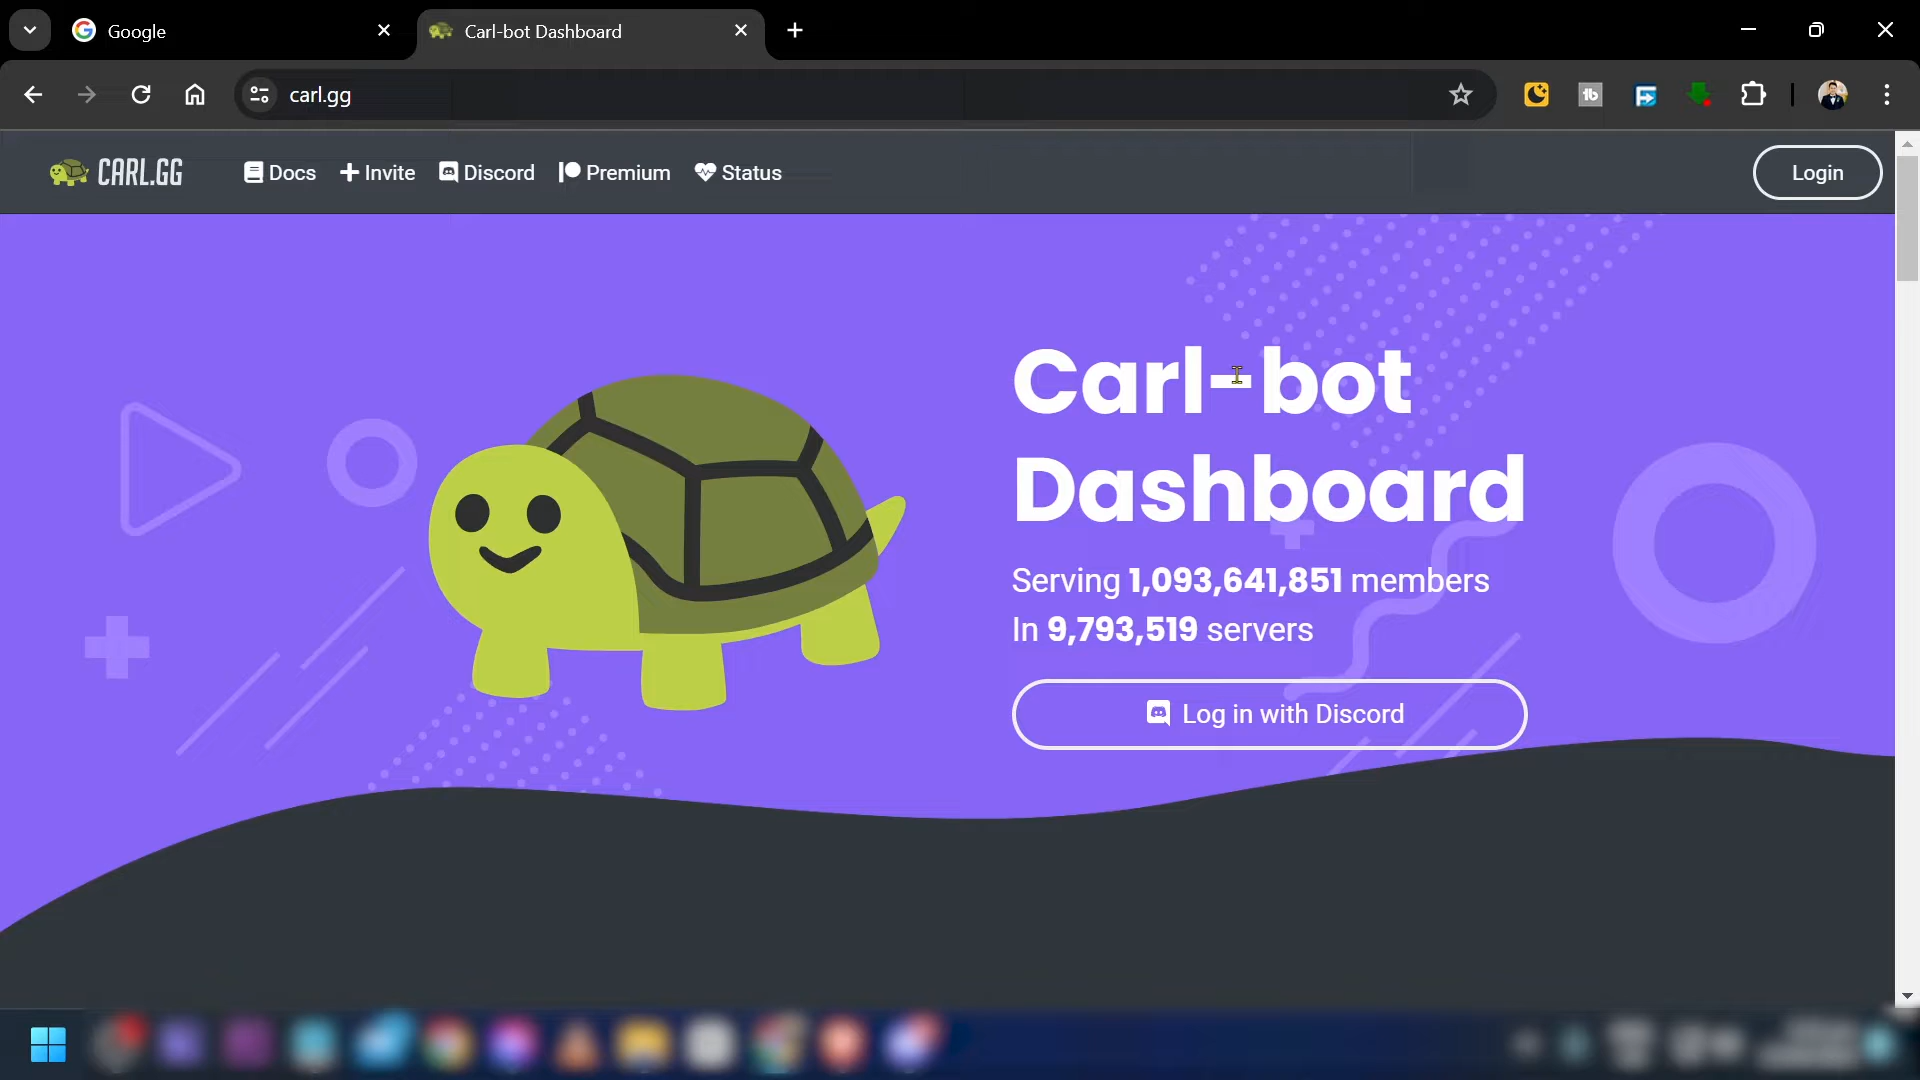 Google
Carl-bot Dashboard
carl.gg
CARL.GG
Docs
Invite
Discord
Premium
Status
Login
Carl-bot
Dashboard
Serving 1,093,641,851 members
In 9,793,519 servers
Log in with Discord